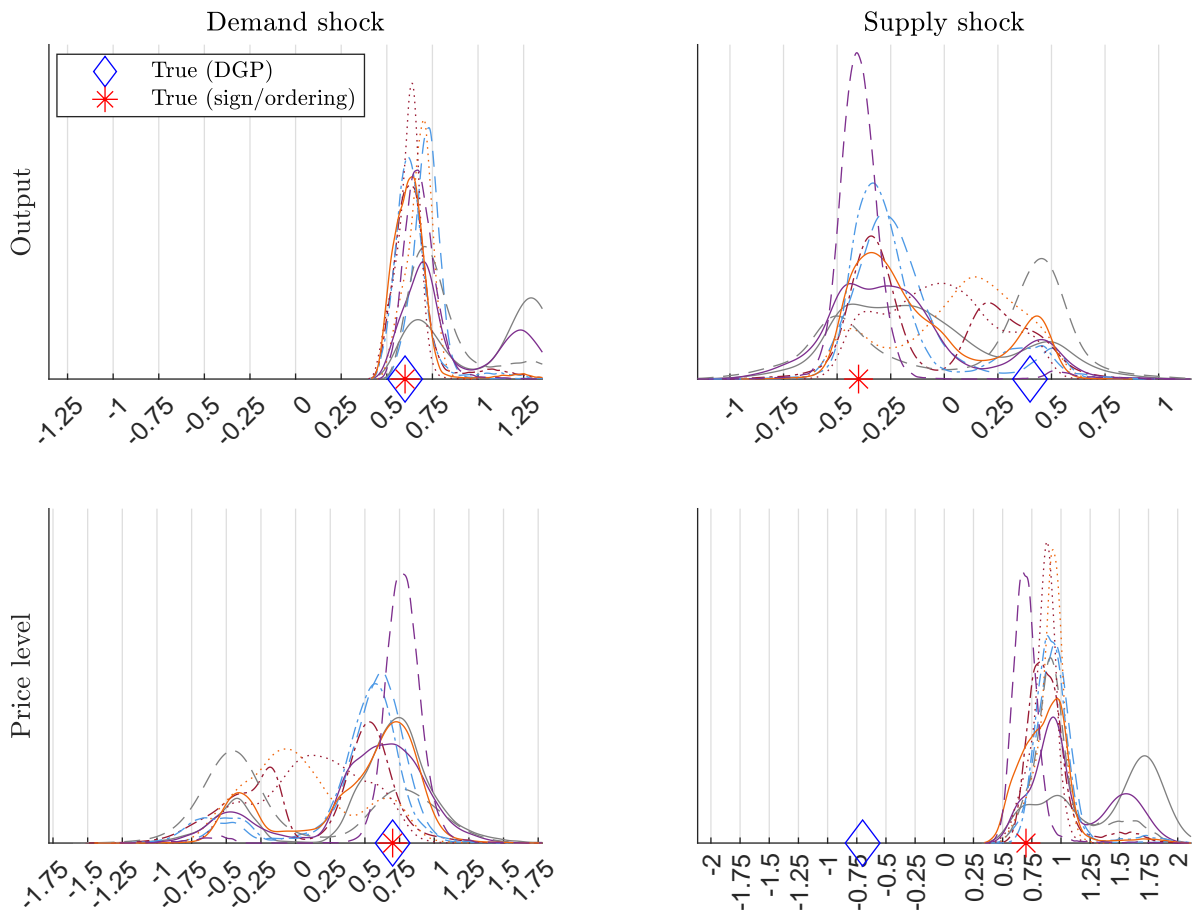 Demand shock
Supply shock
True (DGP)
True (sign/ordering)
Output
-1.25 -1 -0.75 -0.5 -0.25 0 0.25 0.5 0.75 1 1.25
-1 -0.75 -0.5 -0.25 0 0.25 0.5 0.75 1
Price level
-1.75 -1.5 -1.25 -1 -0.75 -0.5 -0.25 0 0.25 0.5 0.75 1 1.25 1.5 1.75
-2 -1.75 -1.5 -1.25 -1 -0.75 -0.5 -0.25 0 0.25 0.5 0.75 1 1.25 1.5 1.75 2